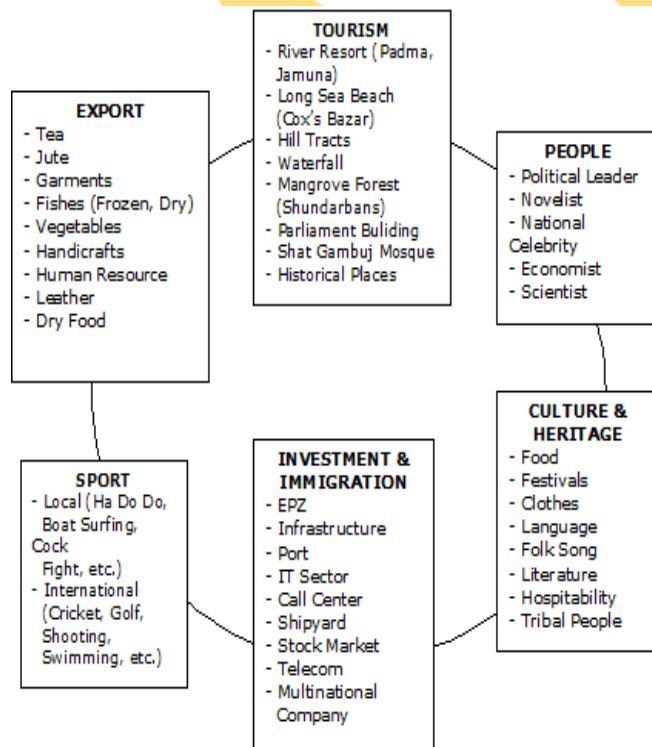 TOURISM
- River Resort (Padma,
Jamuna)
- Long Sea Beach
(Cox's Bazar)
- Hill Tracts
- Waterfall
- Mangrove Forest
(Shundarbans)
- Parliament Buliding
- Shat Gambuj Mosque
- Historical Places
EXPORT
- Tea
- Jute
- Garments
- Fishes (Frozen, Dry)
- Vegetables
- Handicrafts
- Human Resource
- Leather
- Dry Food
PEOPLE
- Political Leader
- Novelist
- National
Celebrity
- Economist
- Scientist
CULTURE &
HERITAGE
- Food
- Festivals
- Clothes
- Language
- Folk Song
- Literature
- Hospitability
- Tribal People
INVESTMENT &
IMMIGRATION
- EPZ
- Infrastructure
- Port
- IT Sector
- Call Center
- Shipyard
- Stock Market
- Telecom
- Multinational
Company
SPORT
- Local (Ha Do Do,
Boat Surfing,
Cock
Fight, etc.)
- International
(Cricket, Golf,
Shooting,
Swimming, etc.)